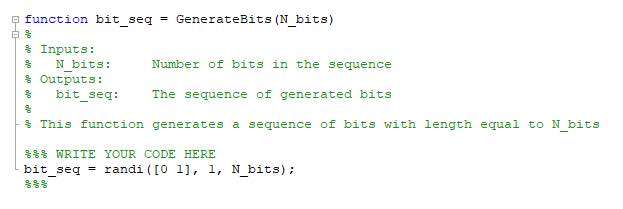 function bit_seq = GenerateBits(N_bits)
%
% Inputs:
%   N_bits:     Number of bits in the sequence
% Outputs:
%   bit_seq:    The sequence of generated bits
%
% This function generates a sequence of bits with length equal to N_bits

%%% WRITE YOUR CODE HERE
bit_seq = randi([0 1], 1, N_bits);
%%%